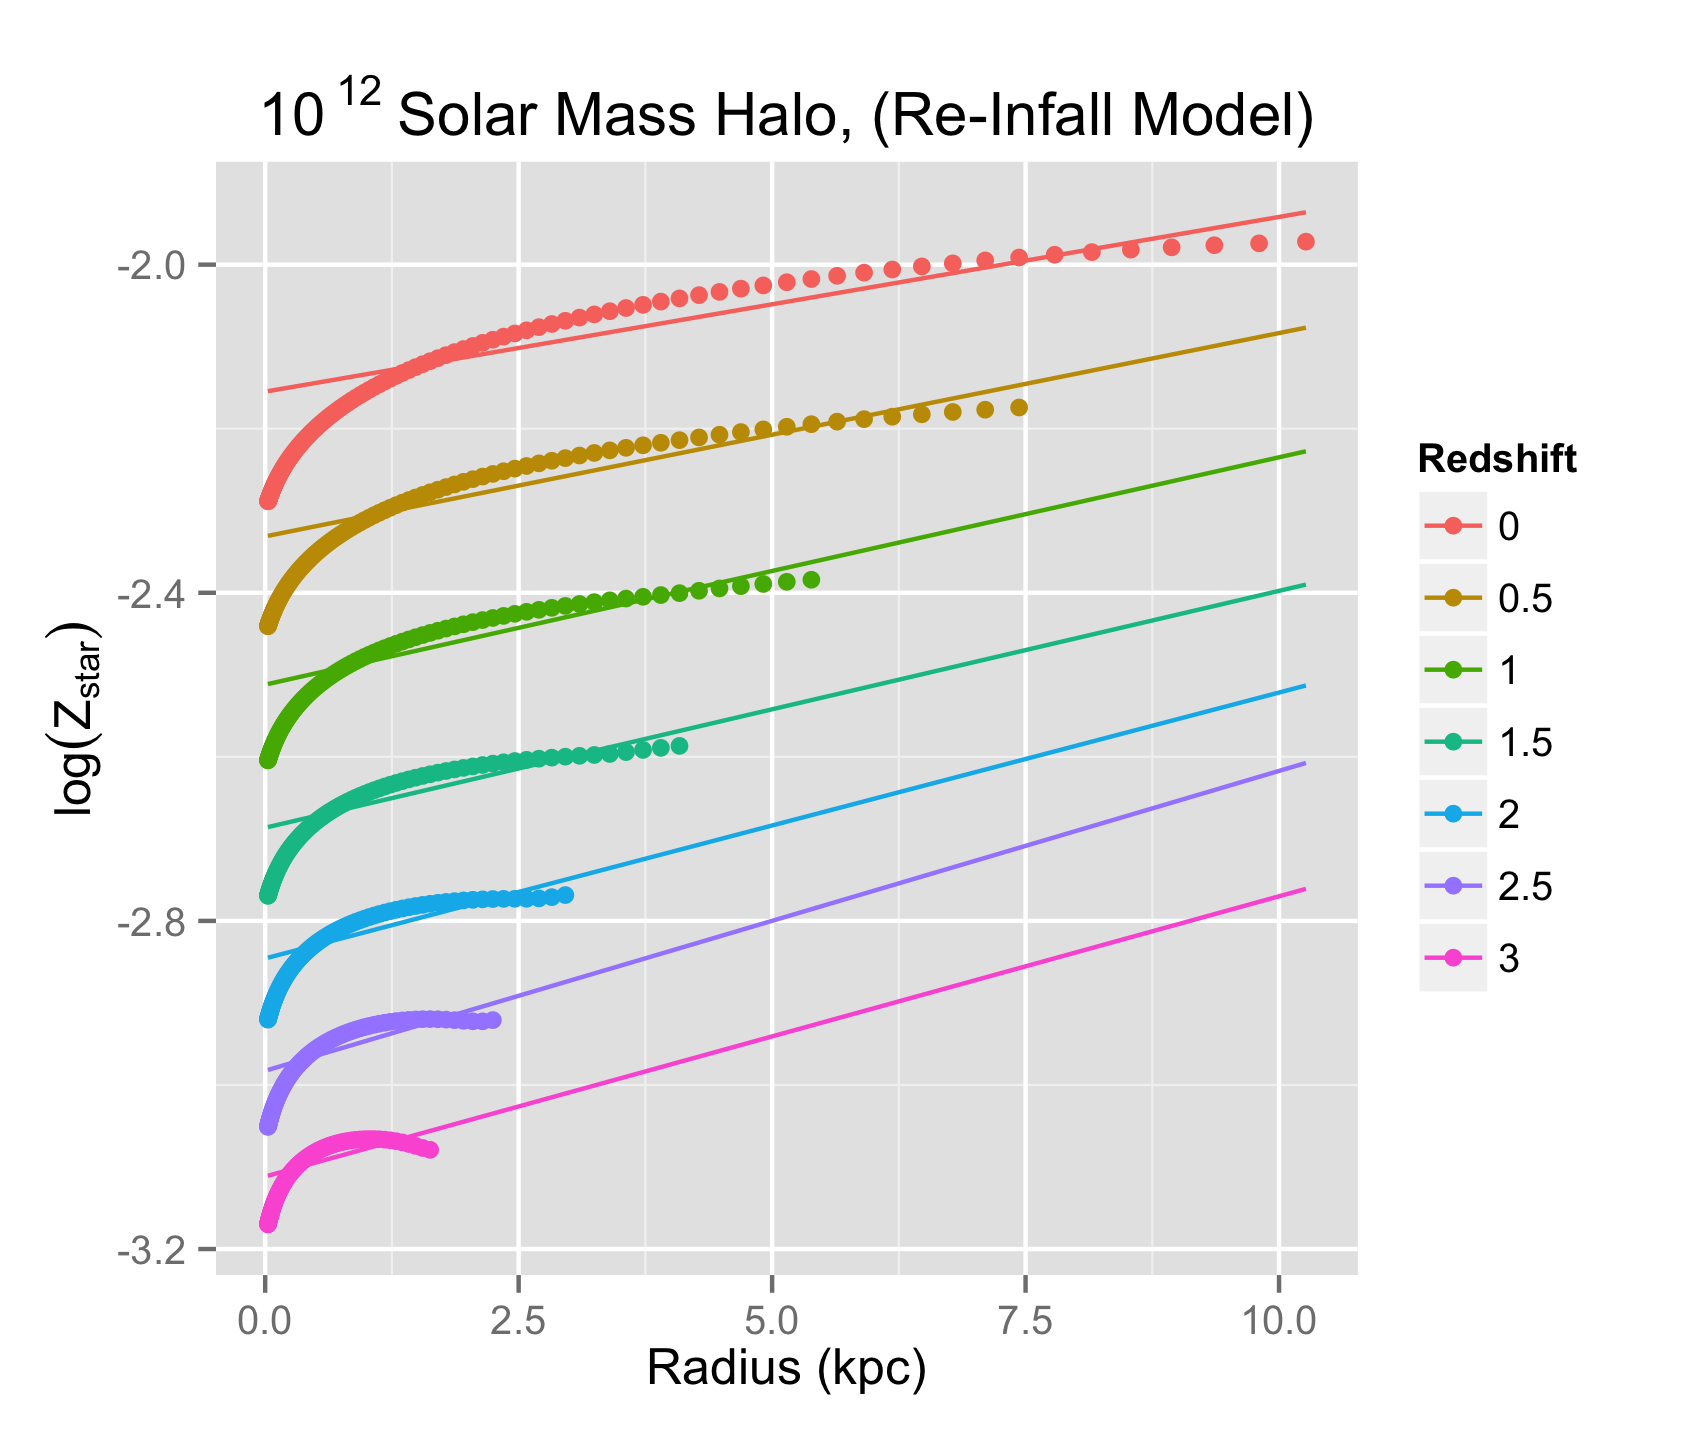 10^12 Solar Mass Halo, (Re-Infall Model)
log(Z_star)
-2.0
-2.4
-2.8
-3.2
0.0 2.5 5.0 7.5 10.0
Radius (kpc)
Redshift
0
0.5
1
1.5
2
2.5
3